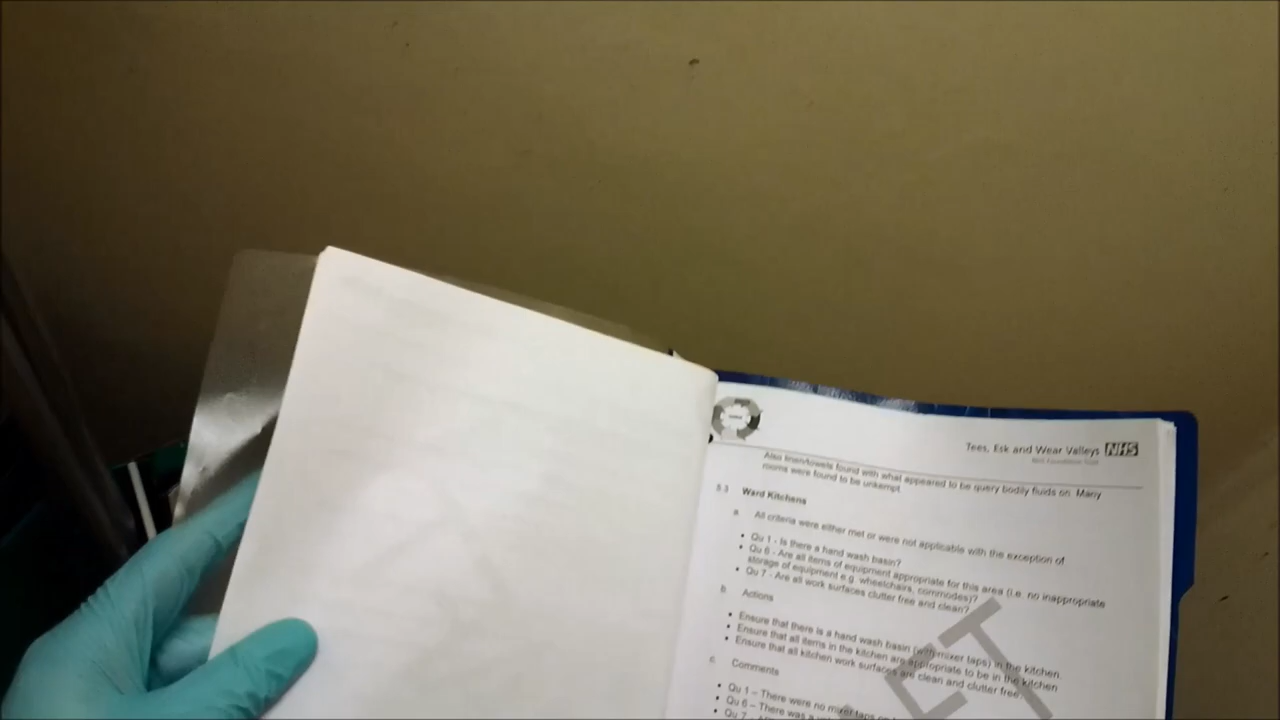 Tees, Esk and Wear Valleys NHS
NHS Foundation Trust
Also linen/towels found with what appeared to be query bodily fluids on. Many
rooms were found to be unkempt.
5.3 Ward Kitchens
a All criteria were either met or were not applicable with the exception of
• Qu 1 - Is there a hand wash basin?
• Qu 6 - Are all items of equipment appropriate for this area (i.e. no inappropriate
storage of equipment e.g. wheelchairs, commodes)?
• Qu 7 - Are all work surfaces clutter free and clean?
b Actions
• Ensure that there is a hand wash basin (with mixer taps) in the kitchen.
• Ensure that all items in the kitchen are appropriate to be in the kitchen
• Ensure that all kitchen work surfaces are clean and clutter free.
c. Comments
• Qu 1 – There were no mixer taps on
• Qu 6 – There was a
• Qu 7 -